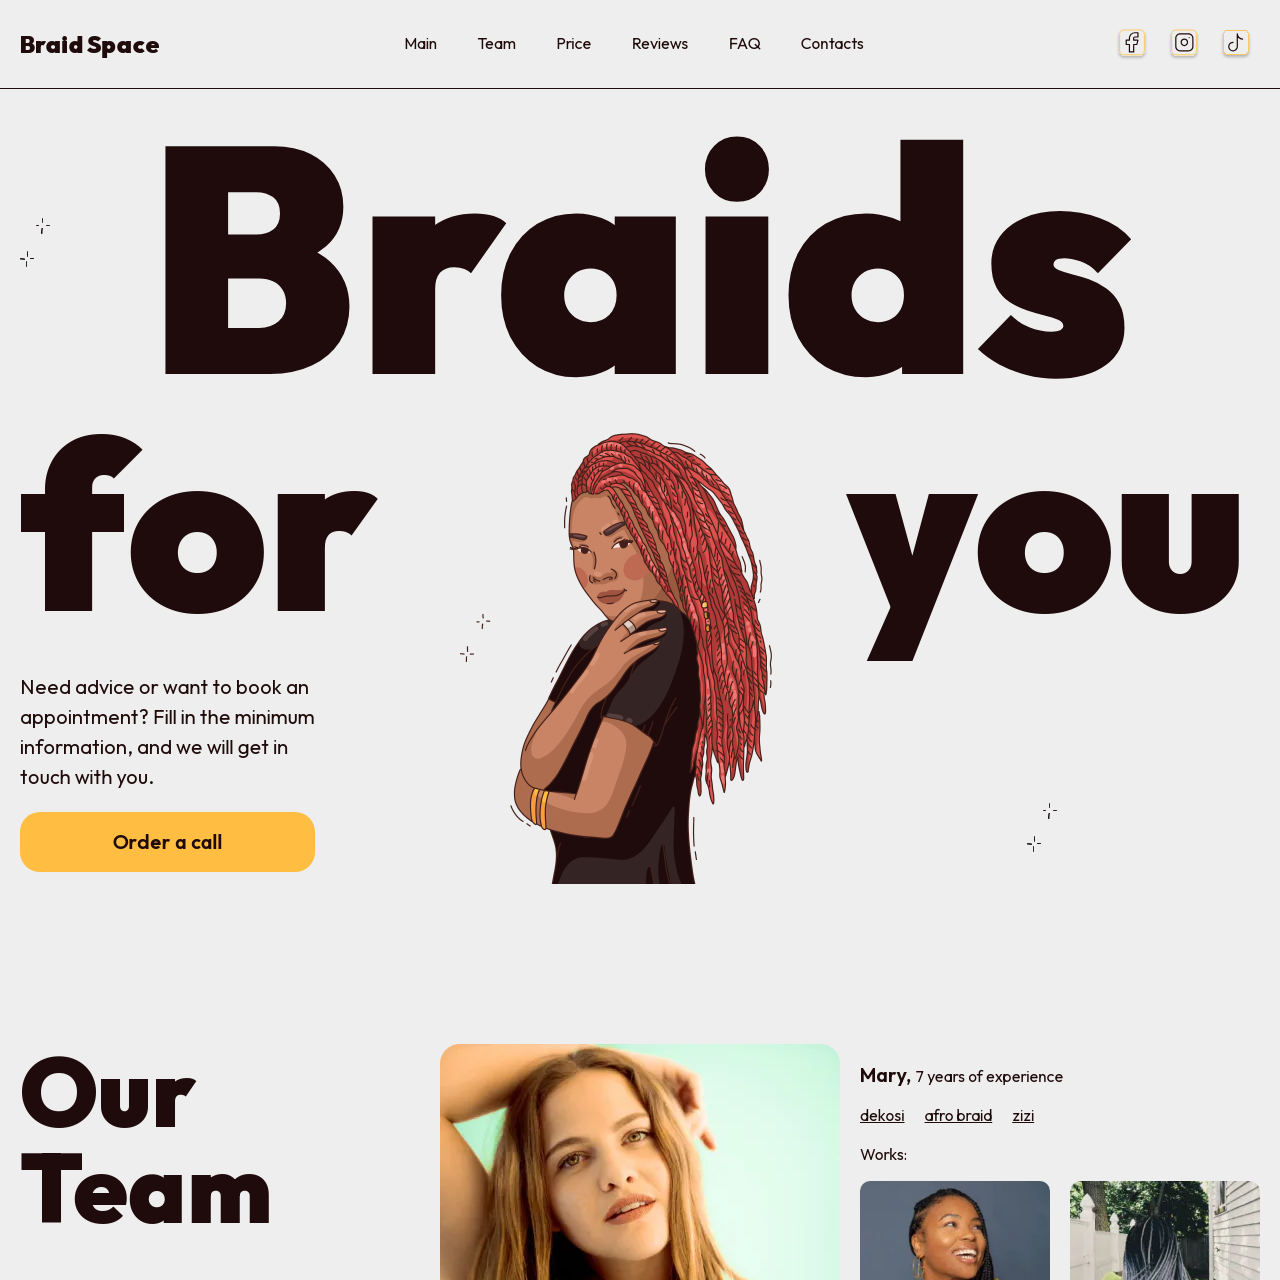 Braid Space
Main
Team
Price
Reviews
FAQ
Contacts
Braids
for
you
Need advice or want to book an
appointment? Fill in the minimum
information, and we will get in
touch with you.
Order a call
Our
Team
Mary, 7 years of experience
dekosi
afro braid
zizi
Works: